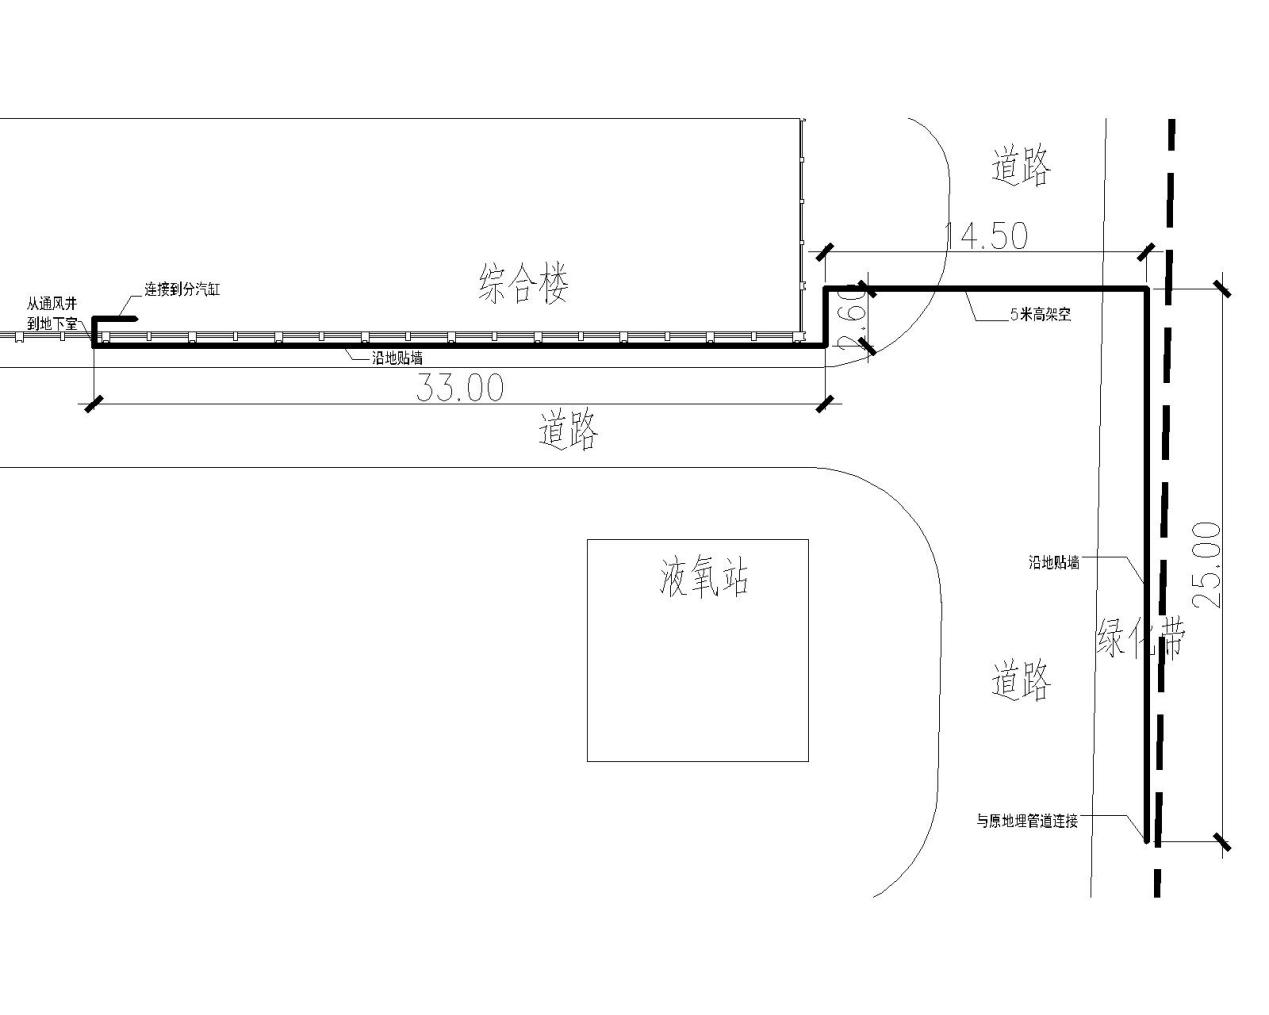 道路
14.50
综合楼
连接到分汽缸
从通风井
到地下室
2.60
5米高架空
沿地贴墙
33.00
道路
液氧站
沿地贴墙
25.00
绿化带
道路
与原地埋管道连接